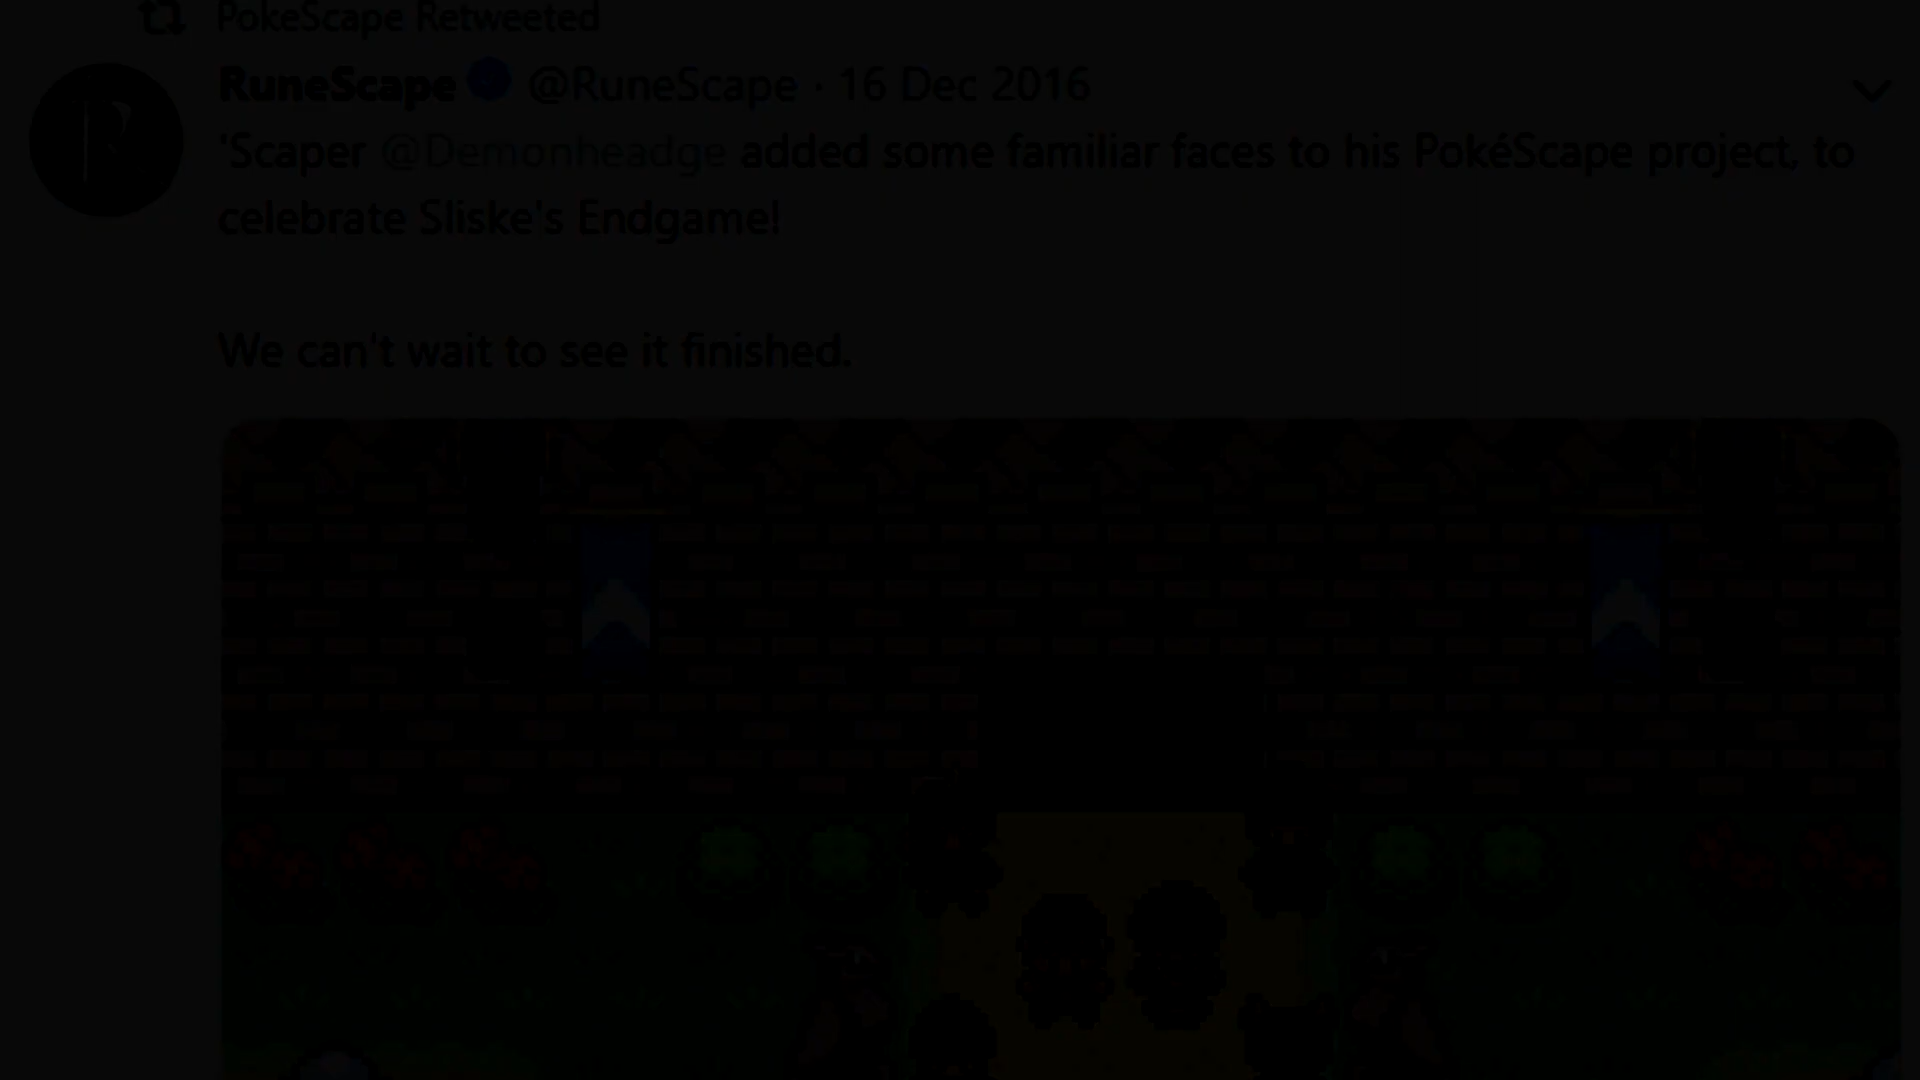 PokeScape Retweeted
RuneScape @RuneScape · 16 Dec 2016
'Scaper @Demonheadge added some familiar faces to his PokéScape project, to
celebrate Sliske's Endgame!
We can't wait to see it finished.